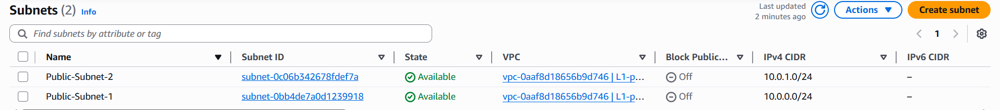 Subnets (2) Info
Last updated
2 minutes ago
Actions
Create subnet
Find subnets by attribute or tag
1
Name Subnet ID State VPC Block Public... IPv4 CIDR IPv6 CIDR
Public-Subnet-2 subnet-0c06b342678fdef7a Available vpc-0aaf8d18656b9d746 | L1-p... Off 10.0.1.0/24 –
Public-Subnet-1 subnet-0bb4de7a0d1239918 Available vpc-0aaf8d18656b9d746 | L1-p... Off 10.0.0.0/24 –